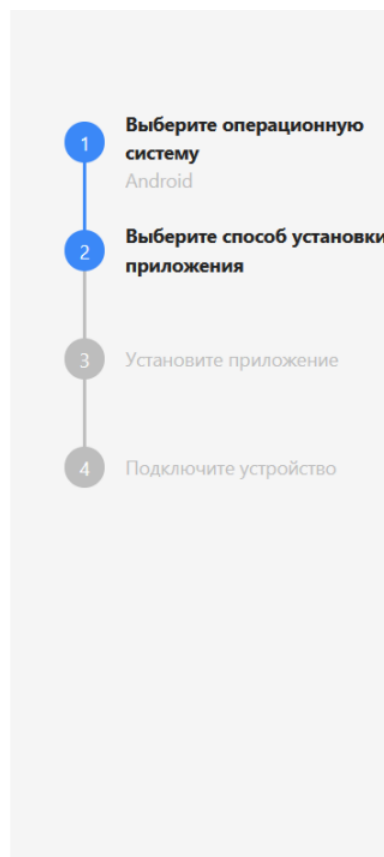 1
Выберите операционную
систему
Android
2
Выберите способ установки
приложения
3
Установите приложение
4
Подключите устройство